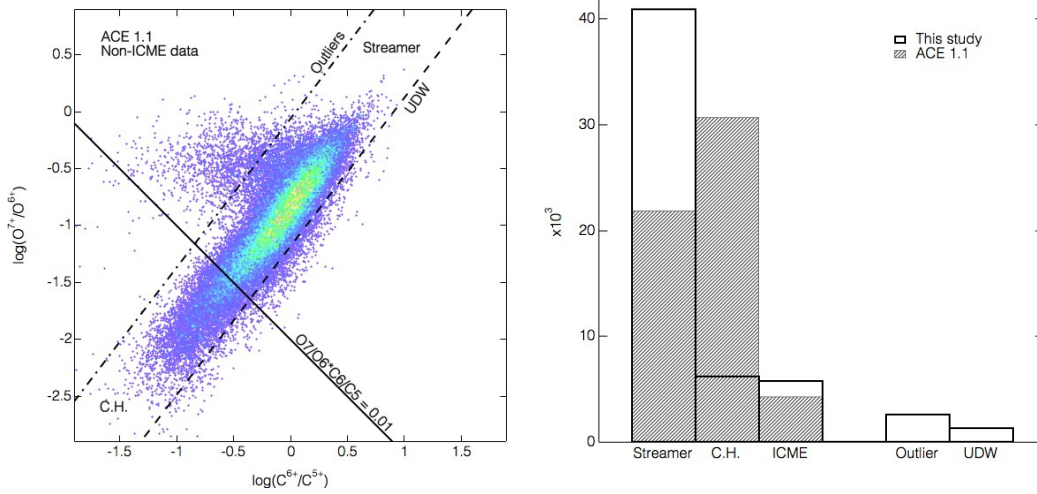 ACE 1.1
Non-ICME data
Outliers
Streamer
UDW
C.H.
O7/O6*C6/C5 = 0.01
0.5
0
-0.5
-1
-1.5
-2
-2.5
log(O⁷⁺/O⁶⁺)
-1.5 -1 -0.5 0 0.5 1 1.5
log(C⁶⁺/C⁵⁺)
This study
ACE 1.1
40
30
20
10
0
x10³
Streamer C.H. ICME Outlier UDW